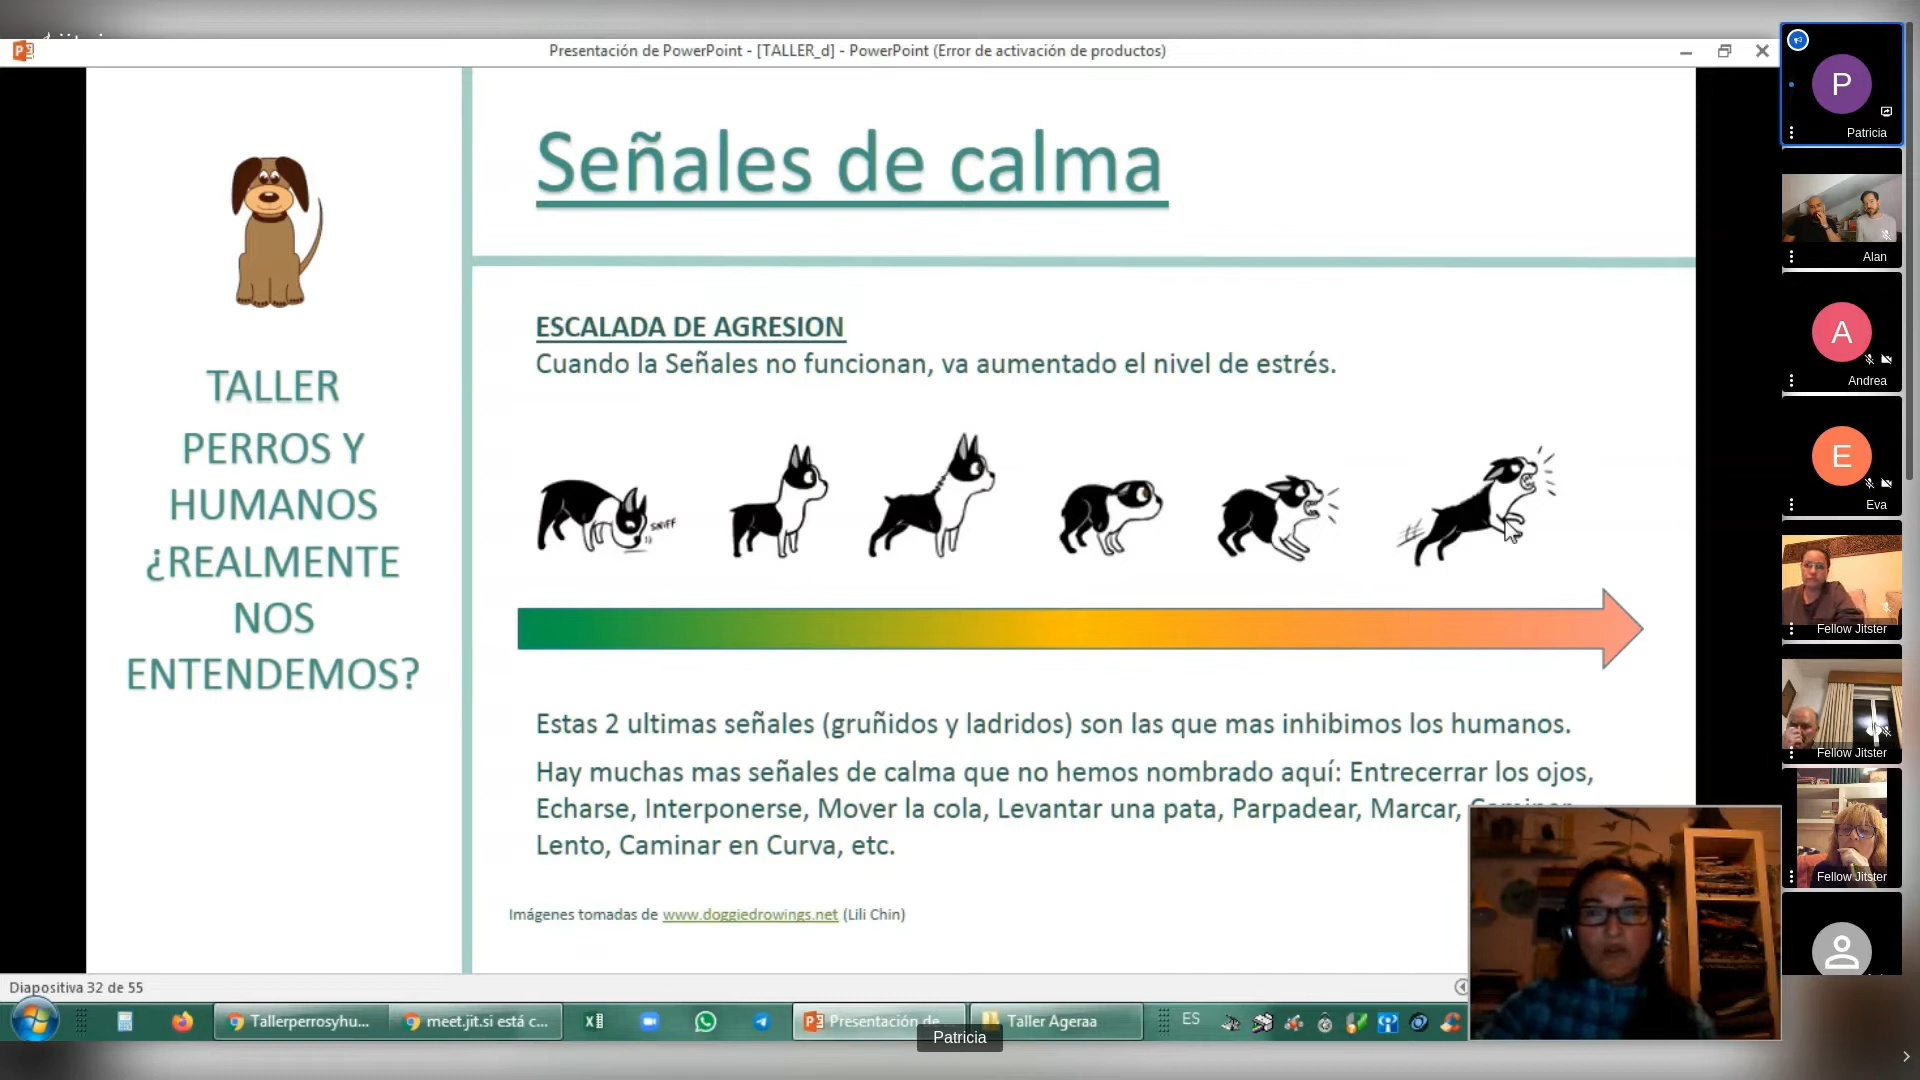 Presentación de PowerPoint - [TALLER_d] - PowerPoint (Error de activación de productos)
Señales de calma
TALLER
PERROS Y
HUMANOS
¿REALMENTE
NOS
ENTENDEMOS?
ESCALADA DE AGRESION
Cuando la Señales no funcionan, va aumentado el nivel de estrés.
SNIFF
Estas 2 ultimas señales (gruñidos y ladridos) son las que mas inhibimos los humanos.
Hay muchas mas señales de calma que no hemos nombrado aquí: Entrecerrar los ojos,
Echarse, Interponerse, Mover la cola, Levantar una pata, Parpadear, Marcar, Caminar
Lento, Caminar en Curva, etc.
Imágenes tomadas de www.doggiedrowings.net (Lili Chin)
Diapositiva 32 de 55
Tallerperrosyhu...
meet.jit.si está c...
Presentación de
Taller Ageraa
ES
Patricia
P
Patricia
Alan
A
Andrea
E
Eva
Fellow Jitster
Fellow Jitster
Fellow Jitster